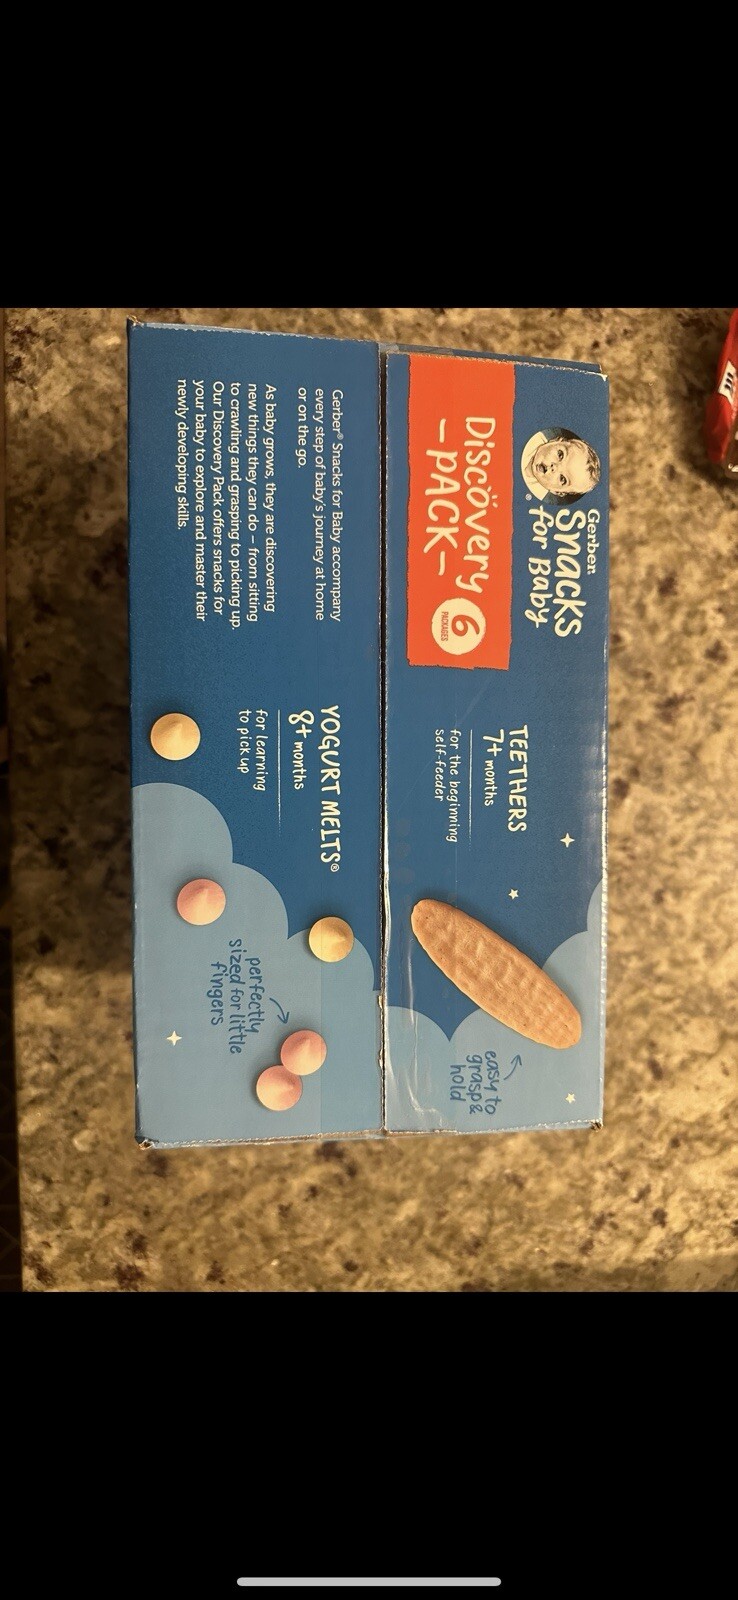 Gerber®
Snacks
for Baby
Discövery
-PACK-
6
PACKAGES
TEETHERS
7+ months
for the beginning
self-feeder
easy to
grasp &
hold
Gerber® Snacks for Baby accompany
every step of baby's journey at home
or on the go.
As baby grows, they are discovering
new things they can do – from sitting
to crawling and grasping to picking up.
Our Discovery Pack offers snacks for
your baby to explore and master their
newly developing skills.
YOGURT MELTS®
8+ months
for learning
to pick up
perfectly
sized for little
fingers